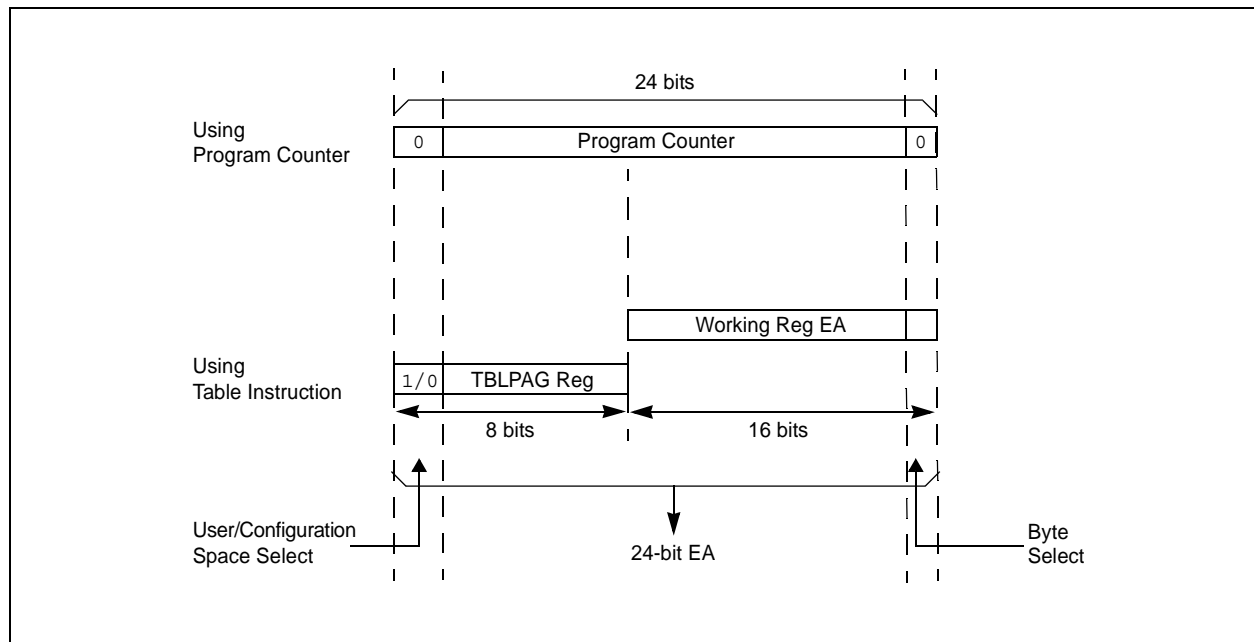 24 bits
Using
Program Counter
0
Program Counter
0
Working Reg EA
Using
Table Instruction
1/0
TBLPAG Reg
8 bits
16 bits
User/Configuration
Space Select
24-bit EA
Byte
Select